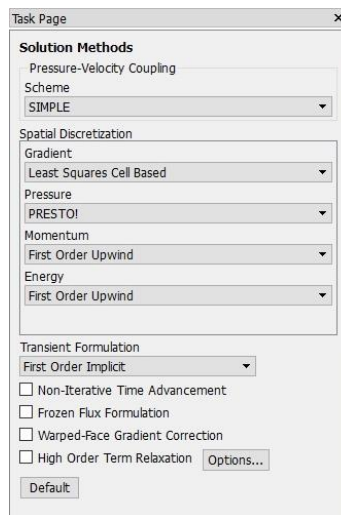 Task Page
Solution Methods
Pressure-Velocity Coupling
Scheme
SIMPLE
Spatial Discretization
Gradient
Least Squares Cell Based
Pressure
PRESTO!
Momentum
First Order Upwind
Energy
First Order Upwind
Transient Formulation
First Order Implicit
Non-Iterative Time Advancement
Frozen Flux Formulation
Warped-Face Gradient Correction
High Order Term Relaxation Options...
Default